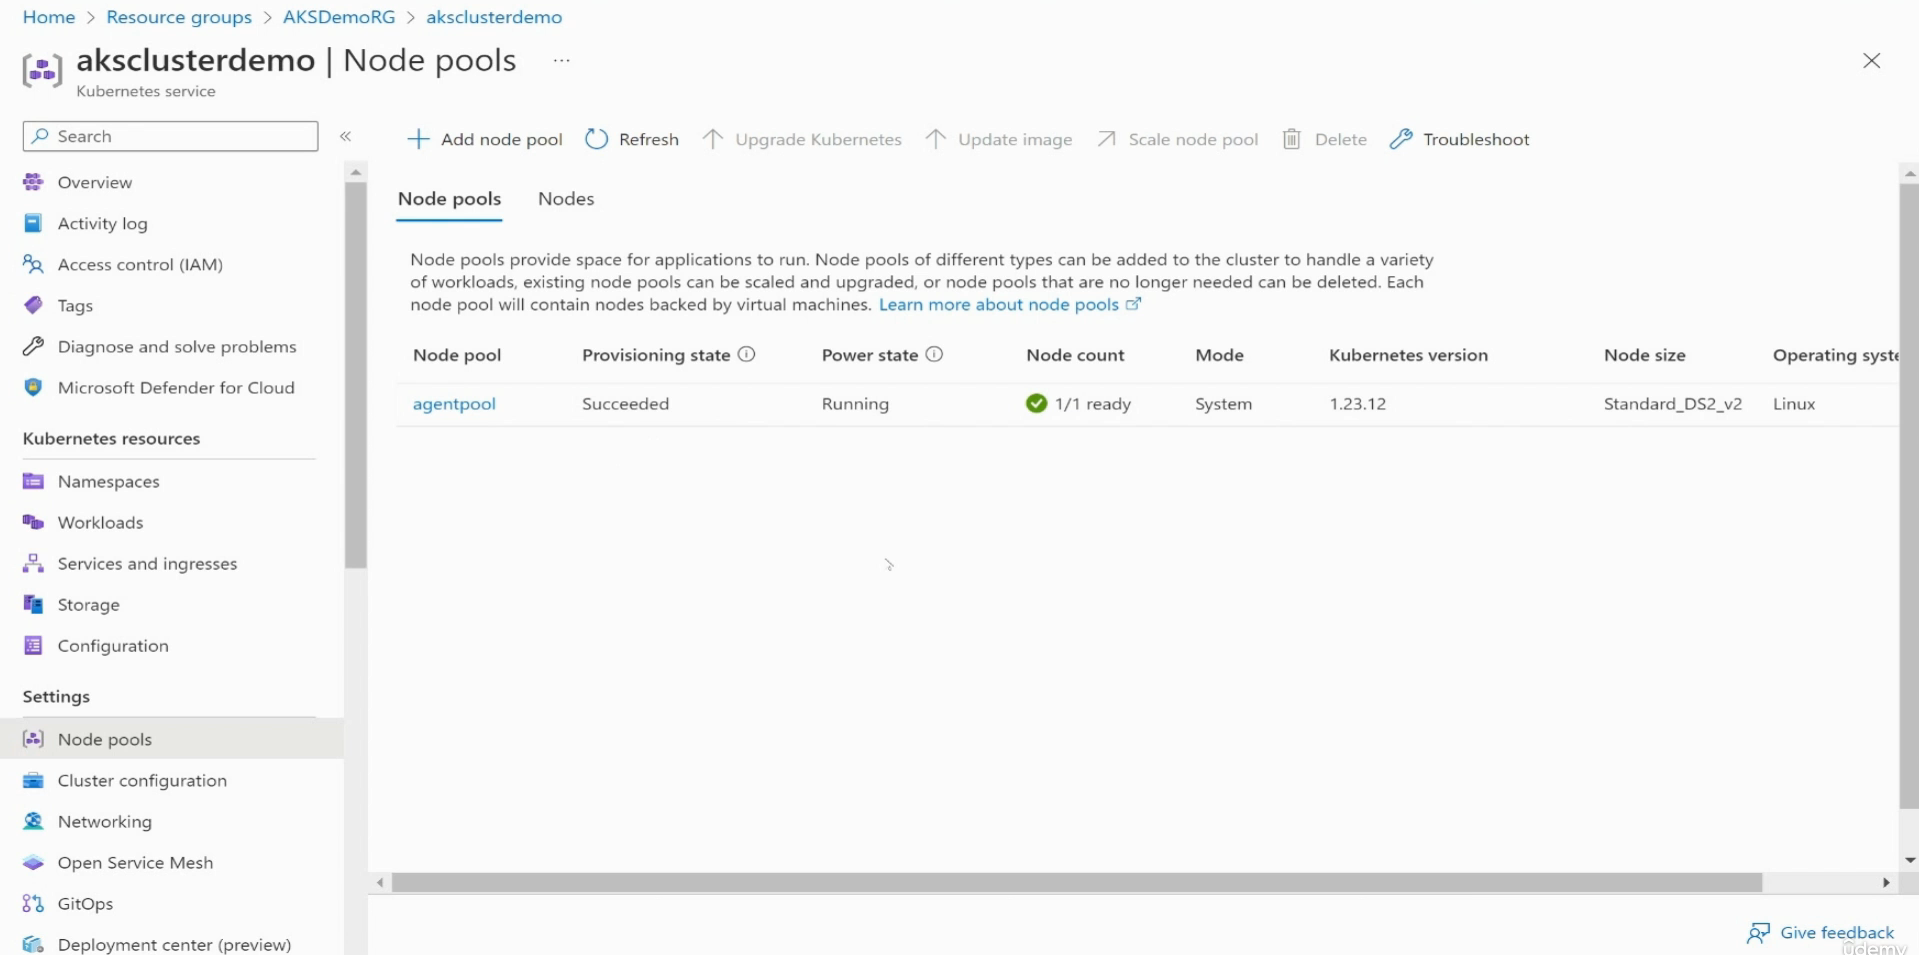 Home > Resource groups > AKSDemoRG > aksclusterdemo
aksclusterdemo | Node pools ...
Kubernetes service
Search
Overview
Activity log
Access control (IAM)
Tags
Diagnose and solve problems
Microsoft Defender for Cloud
Kubernetes resources
Namespaces
Workloads
Services and ingresses
Storage
Configuration
Settings
Node pools
Cluster configuration
Networking
Open Service Mesh
GitOps
Deployment center (preview)
Add node pool Refresh Upgrade Kubernetes Update image Scale node pool Delete Troubleshoot
Node pools Nodes
Node pools provide space for applications to run. Node pools of different types can be added to the cluster to handle a variety
of workloads, existing node pools can be scaled and upgraded, or node pools that are no longer needed can be deleted. Each
node pool will contain nodes backed by virtual machines. Learn more about node pools
Node pool Provisioning state Power state Node count Mode Kubernetes version Node size Operating syste
agentpool Succeeded Running 1/1 ready System 1.23.12 Standard_DS2_v2 Linux
Give feedback
udemy